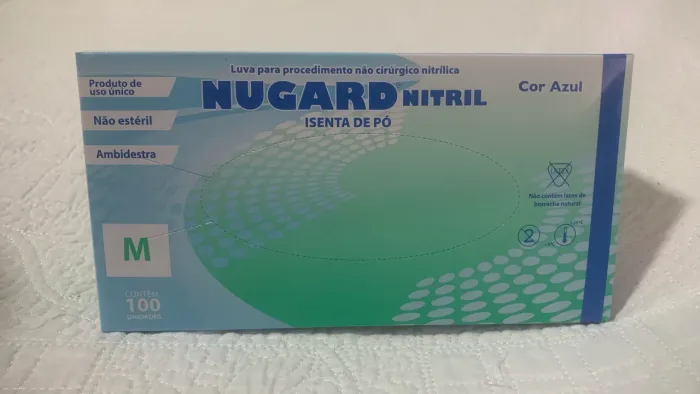 Luva para procedimento não cirúrgico nitrílica
NUGARD NITRIL
ISENTA DE PÓ
Cor Azul
Produto de
uso único
Não estéril
Ambidestra
M
CONTÉM
100
UNIDADES
Não contém látex de
borracha natural
2